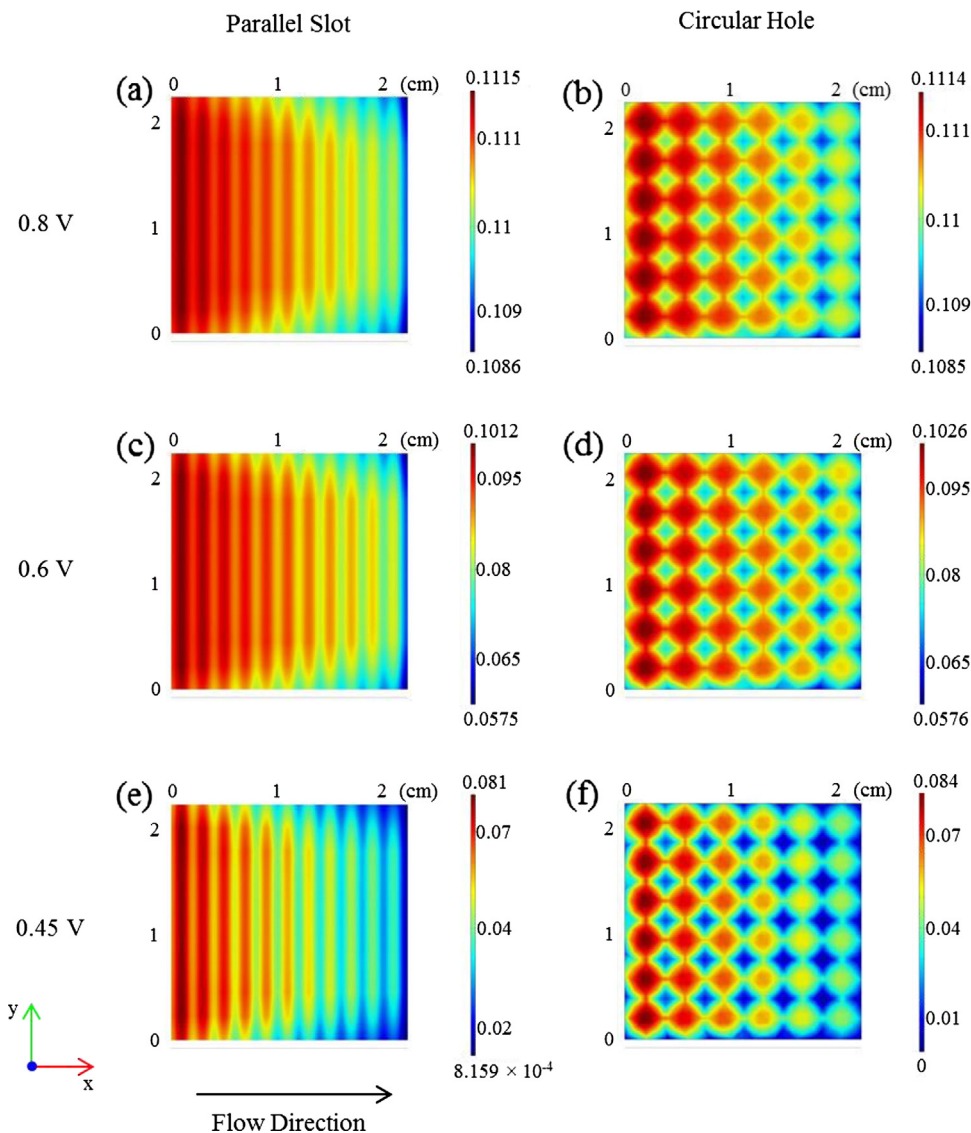 Parallel Slot
Circular Hole
(a)
0 1 2 (cm)
0.1115
(b)
0 1 2 (cm)
0.1114
2
0.111
2
0.111
0.8 V
1
0.11
1
0.11
0.109
0.109
0
0.1086
0
0.1085
(c)
0 1 2 (cm)
0.1012
(d)
0 1 2 (cm)
0.1026
2
0.095
2
0.095
0.6 V
1
0.08
1
0.08
0.065
0.065
0
0.0575
0
0.0576
(e)
0 1 2 (cm)
0.081
(f)
0 1 2 (cm)
0.084
2
0.07
2
0.07
0.45 V
1
0.04
1
0.04
0.02
0.01
0
8.159 × 10-4
0
0
y
x
Flow Direction